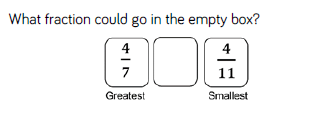 What fraction could go in the empty box?
4/7 4/11
Greatest Smallest